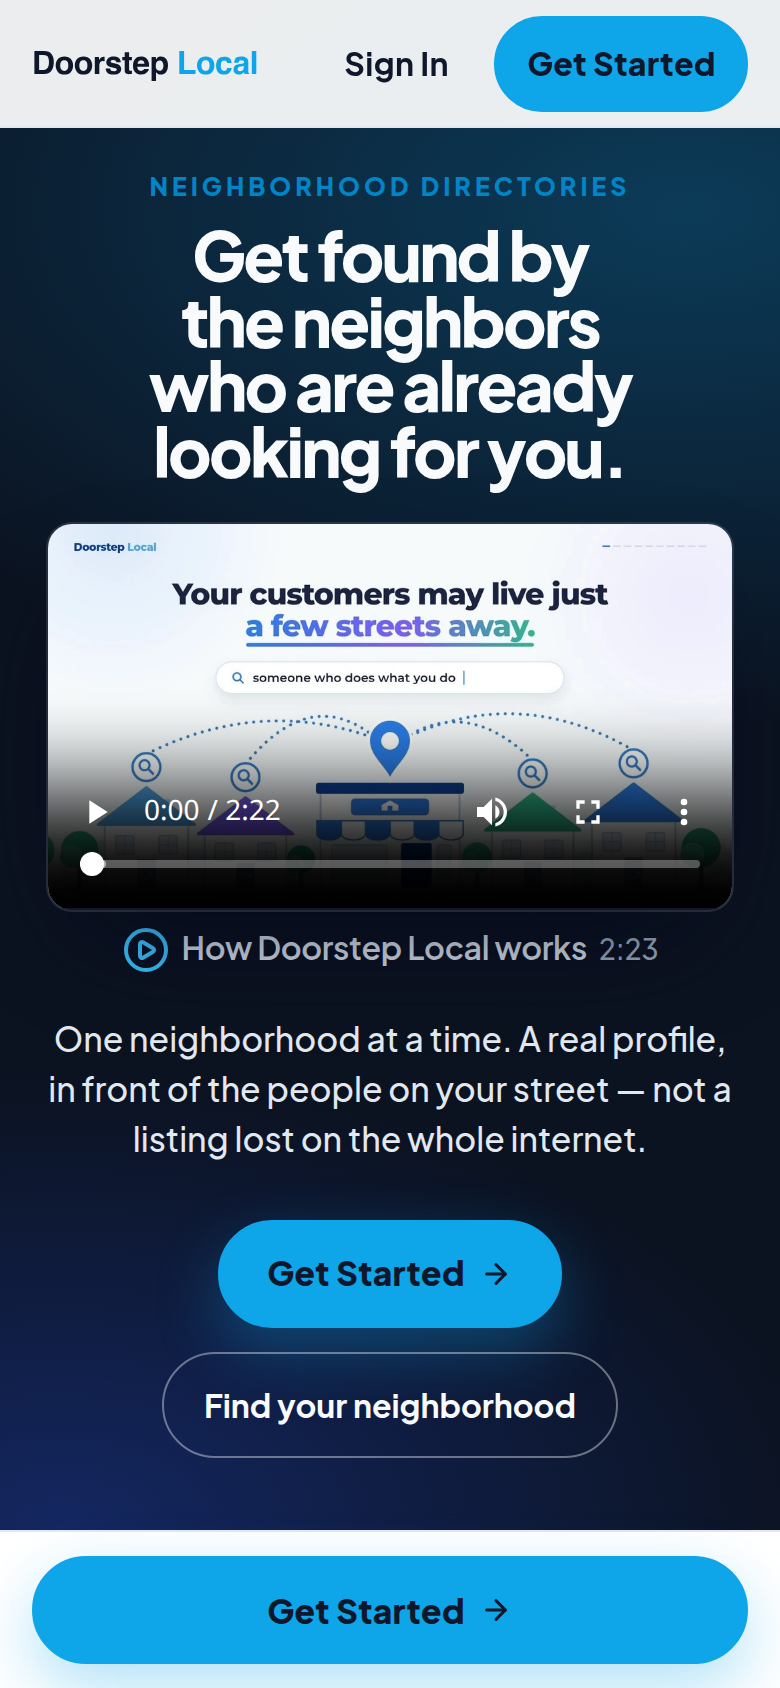 Doorstep Local
Sign In
Get Started
NEIGHBORHOOD DIRECTORIES
Get found by
the neighbors
who are already
looking for you.
Doorstep Local
Your customers may live just
a few streets away.
someone who does what you do
0:00 / 2:22
How Doorstep Local works 2:23
One neighborhood at a time. A real profile,
in front of the people on your street — not a
listing lost on the whole internet.
Get Started →
Find your neighborhood
Get Started →